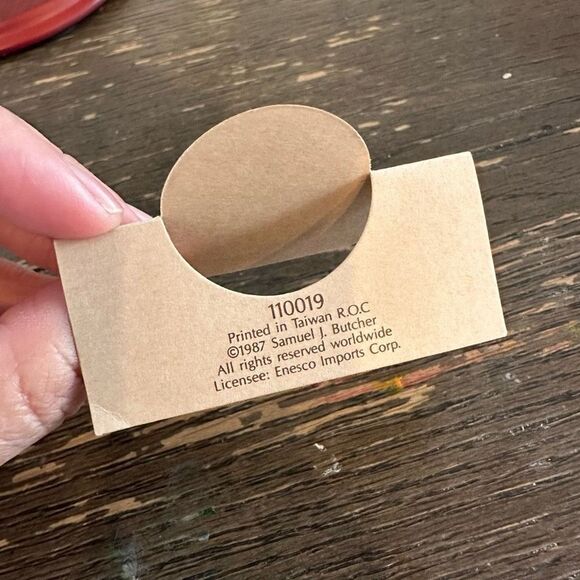 110019
Printed in Taiwan R.O.C
©1987 Samuel J. Butcher
All rights reserved worldwide
Licensee: Enesco Imports Corp.